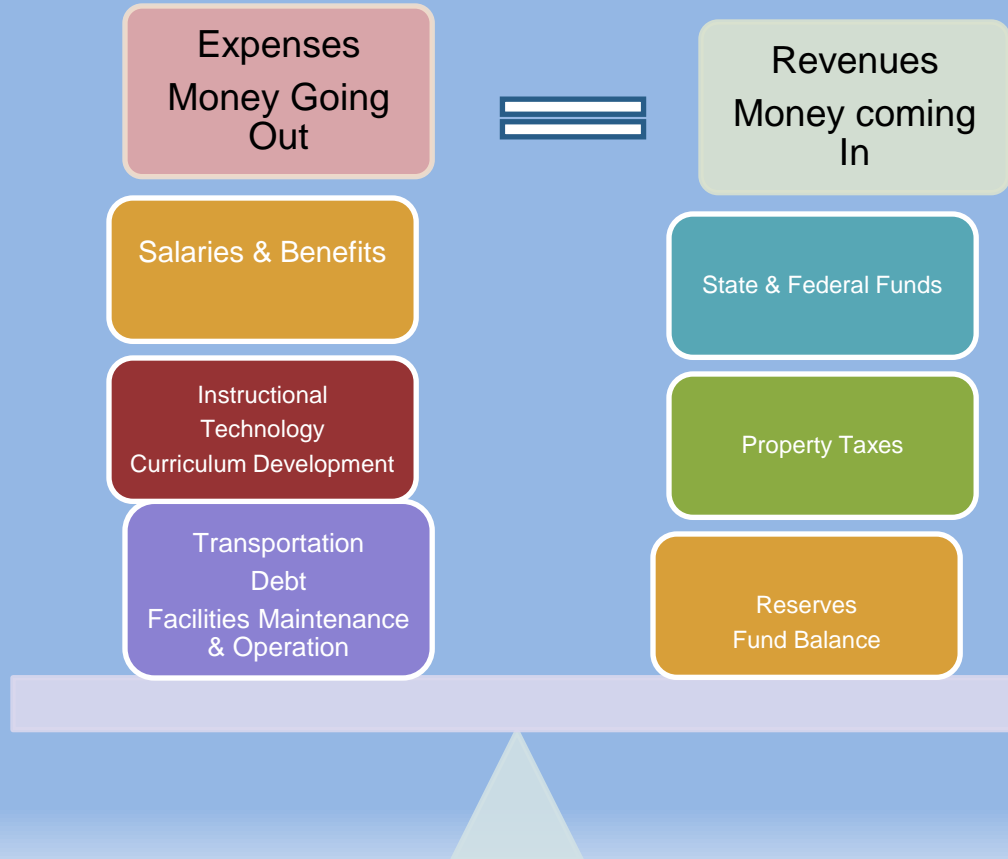 Expenses
Money Going
Out
Revenues
Money coming
In
Salaries & Benefits
Instructional
Technology
Curriculum Development
Transportation
Debt
Facilities Maintenance
& Operation
State & Federal Funds
Property Taxes
Reserves
Fund Balance